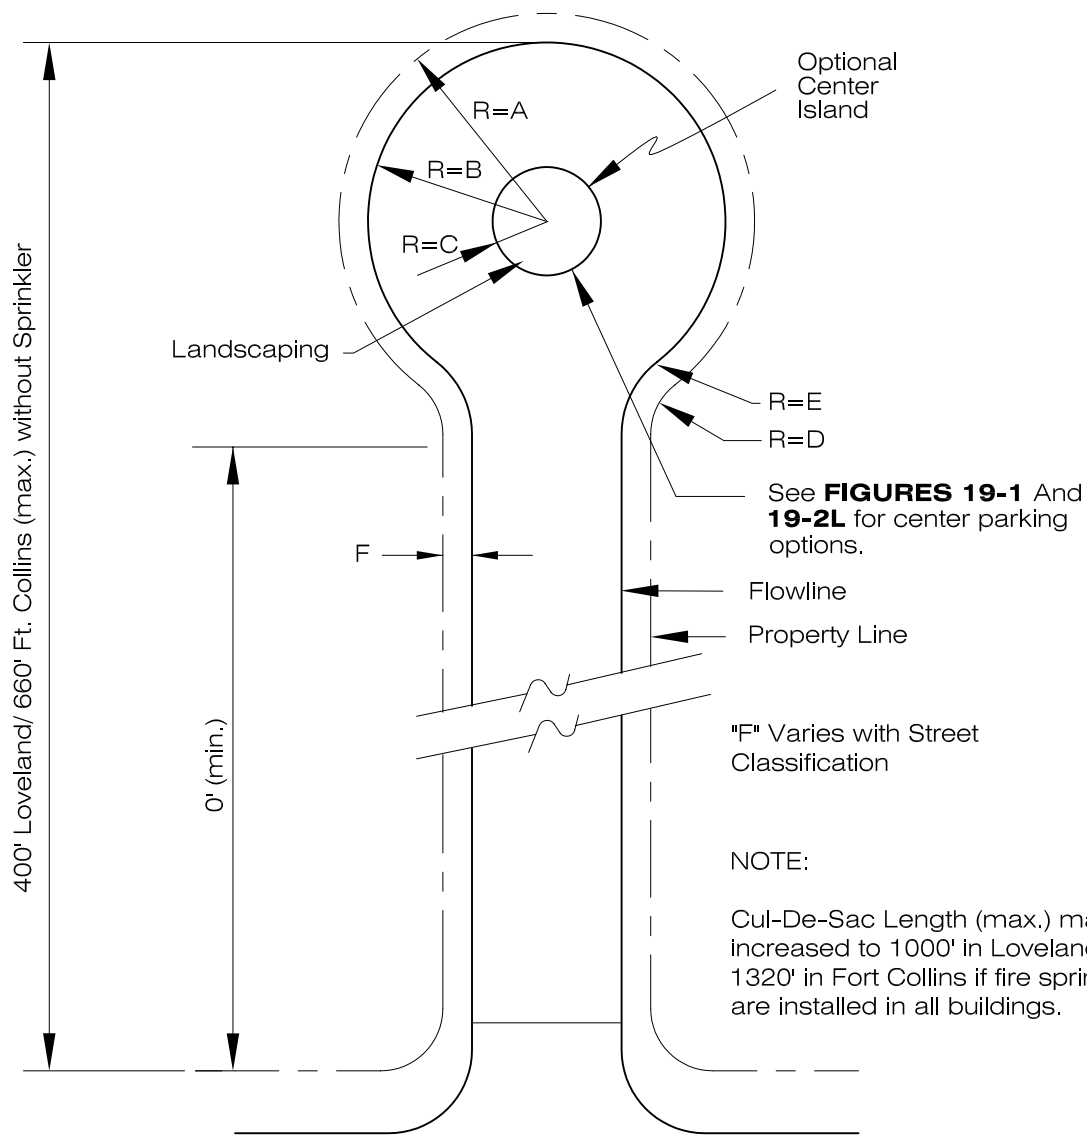 Optional
Center
Island
R=A
R=B
R=C
Landscaping
R=E
R=D
See FIGURES 19-1 And
19-2L for center parking
options.
F
Flowline
Property Line
400' Loveland/ 660' Ft. Collins (max.) without Sprinkler
0' (min.)
"F" Varies with Street
Classification
NOTE:
Cul-De-Sac Length (max.)
increased to 1000' in
1320' in Fort Collins if fire
are installed in all buildings.